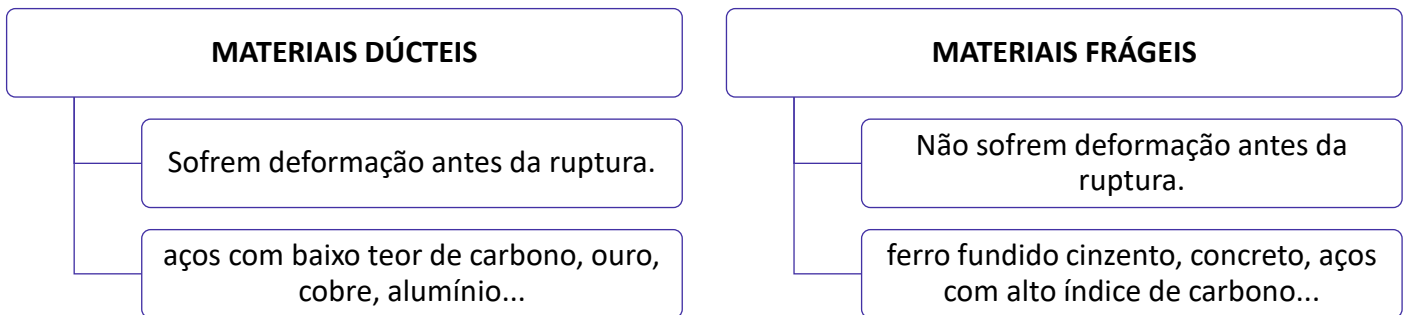 MATERIAIS DÚCTEIS
Sofrem deformação antes da ruptura.
aços com baixo teor de carbono, ouro,
cobre, alumínio...
MATERIAIS FRÁGEIS
Não sofrem deformação antes da
ruptura.
ferro fundido cinzento, concreto, aços
com alto índice de carbono...